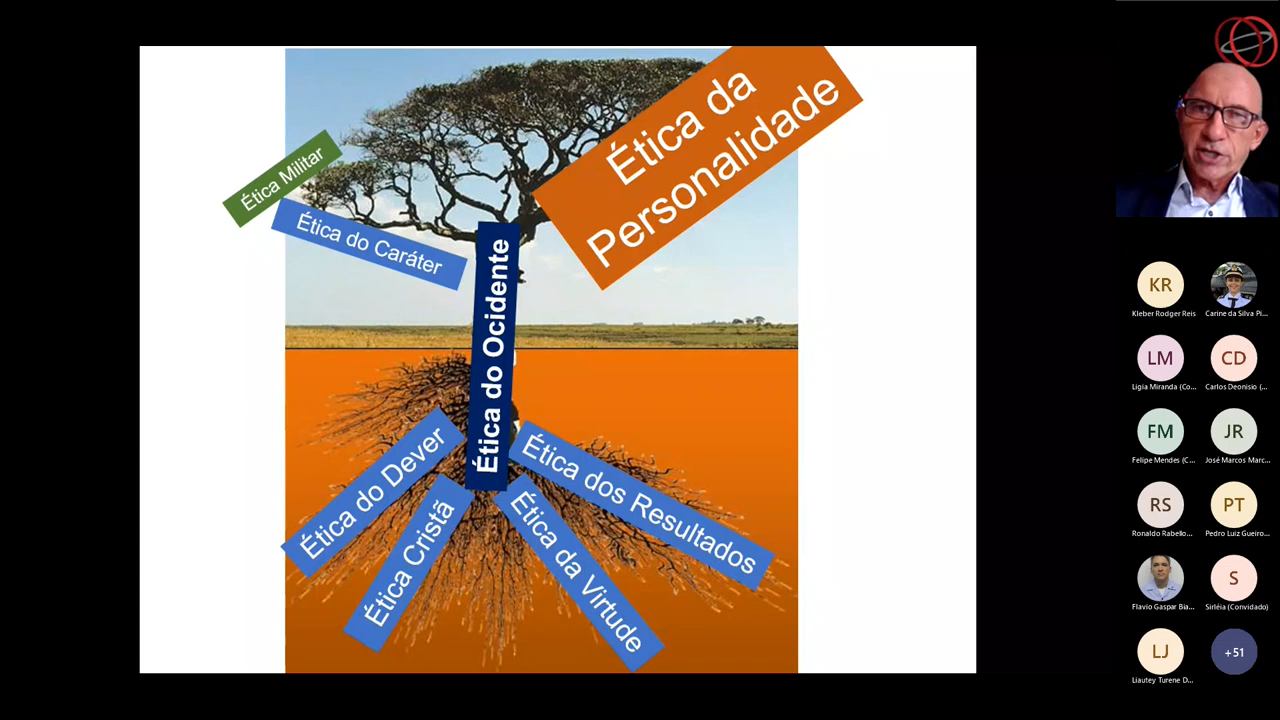 Ética da
Personalidade
Ética Militar
Ética do Caráter
Ética do Ocidente
Ética do Dever
Ética Cristã
Ética da Virtude
Ética dos Resultados
KR
Kleber Rodger Reis
Carine da Silva Pi...
LM
Ligia Miranda (Co...
CD
Carlos Deonisio (...
FM
Felipe Mendes (C...
JR
José Marcos Marc...
RS
Ronaldo Rabello...
PT
Pedro Luiz Gueiro...
Flavio Gaspar Bia...
S
Sirléia (Convidado)
LJ
Liautey Turene D...
+51